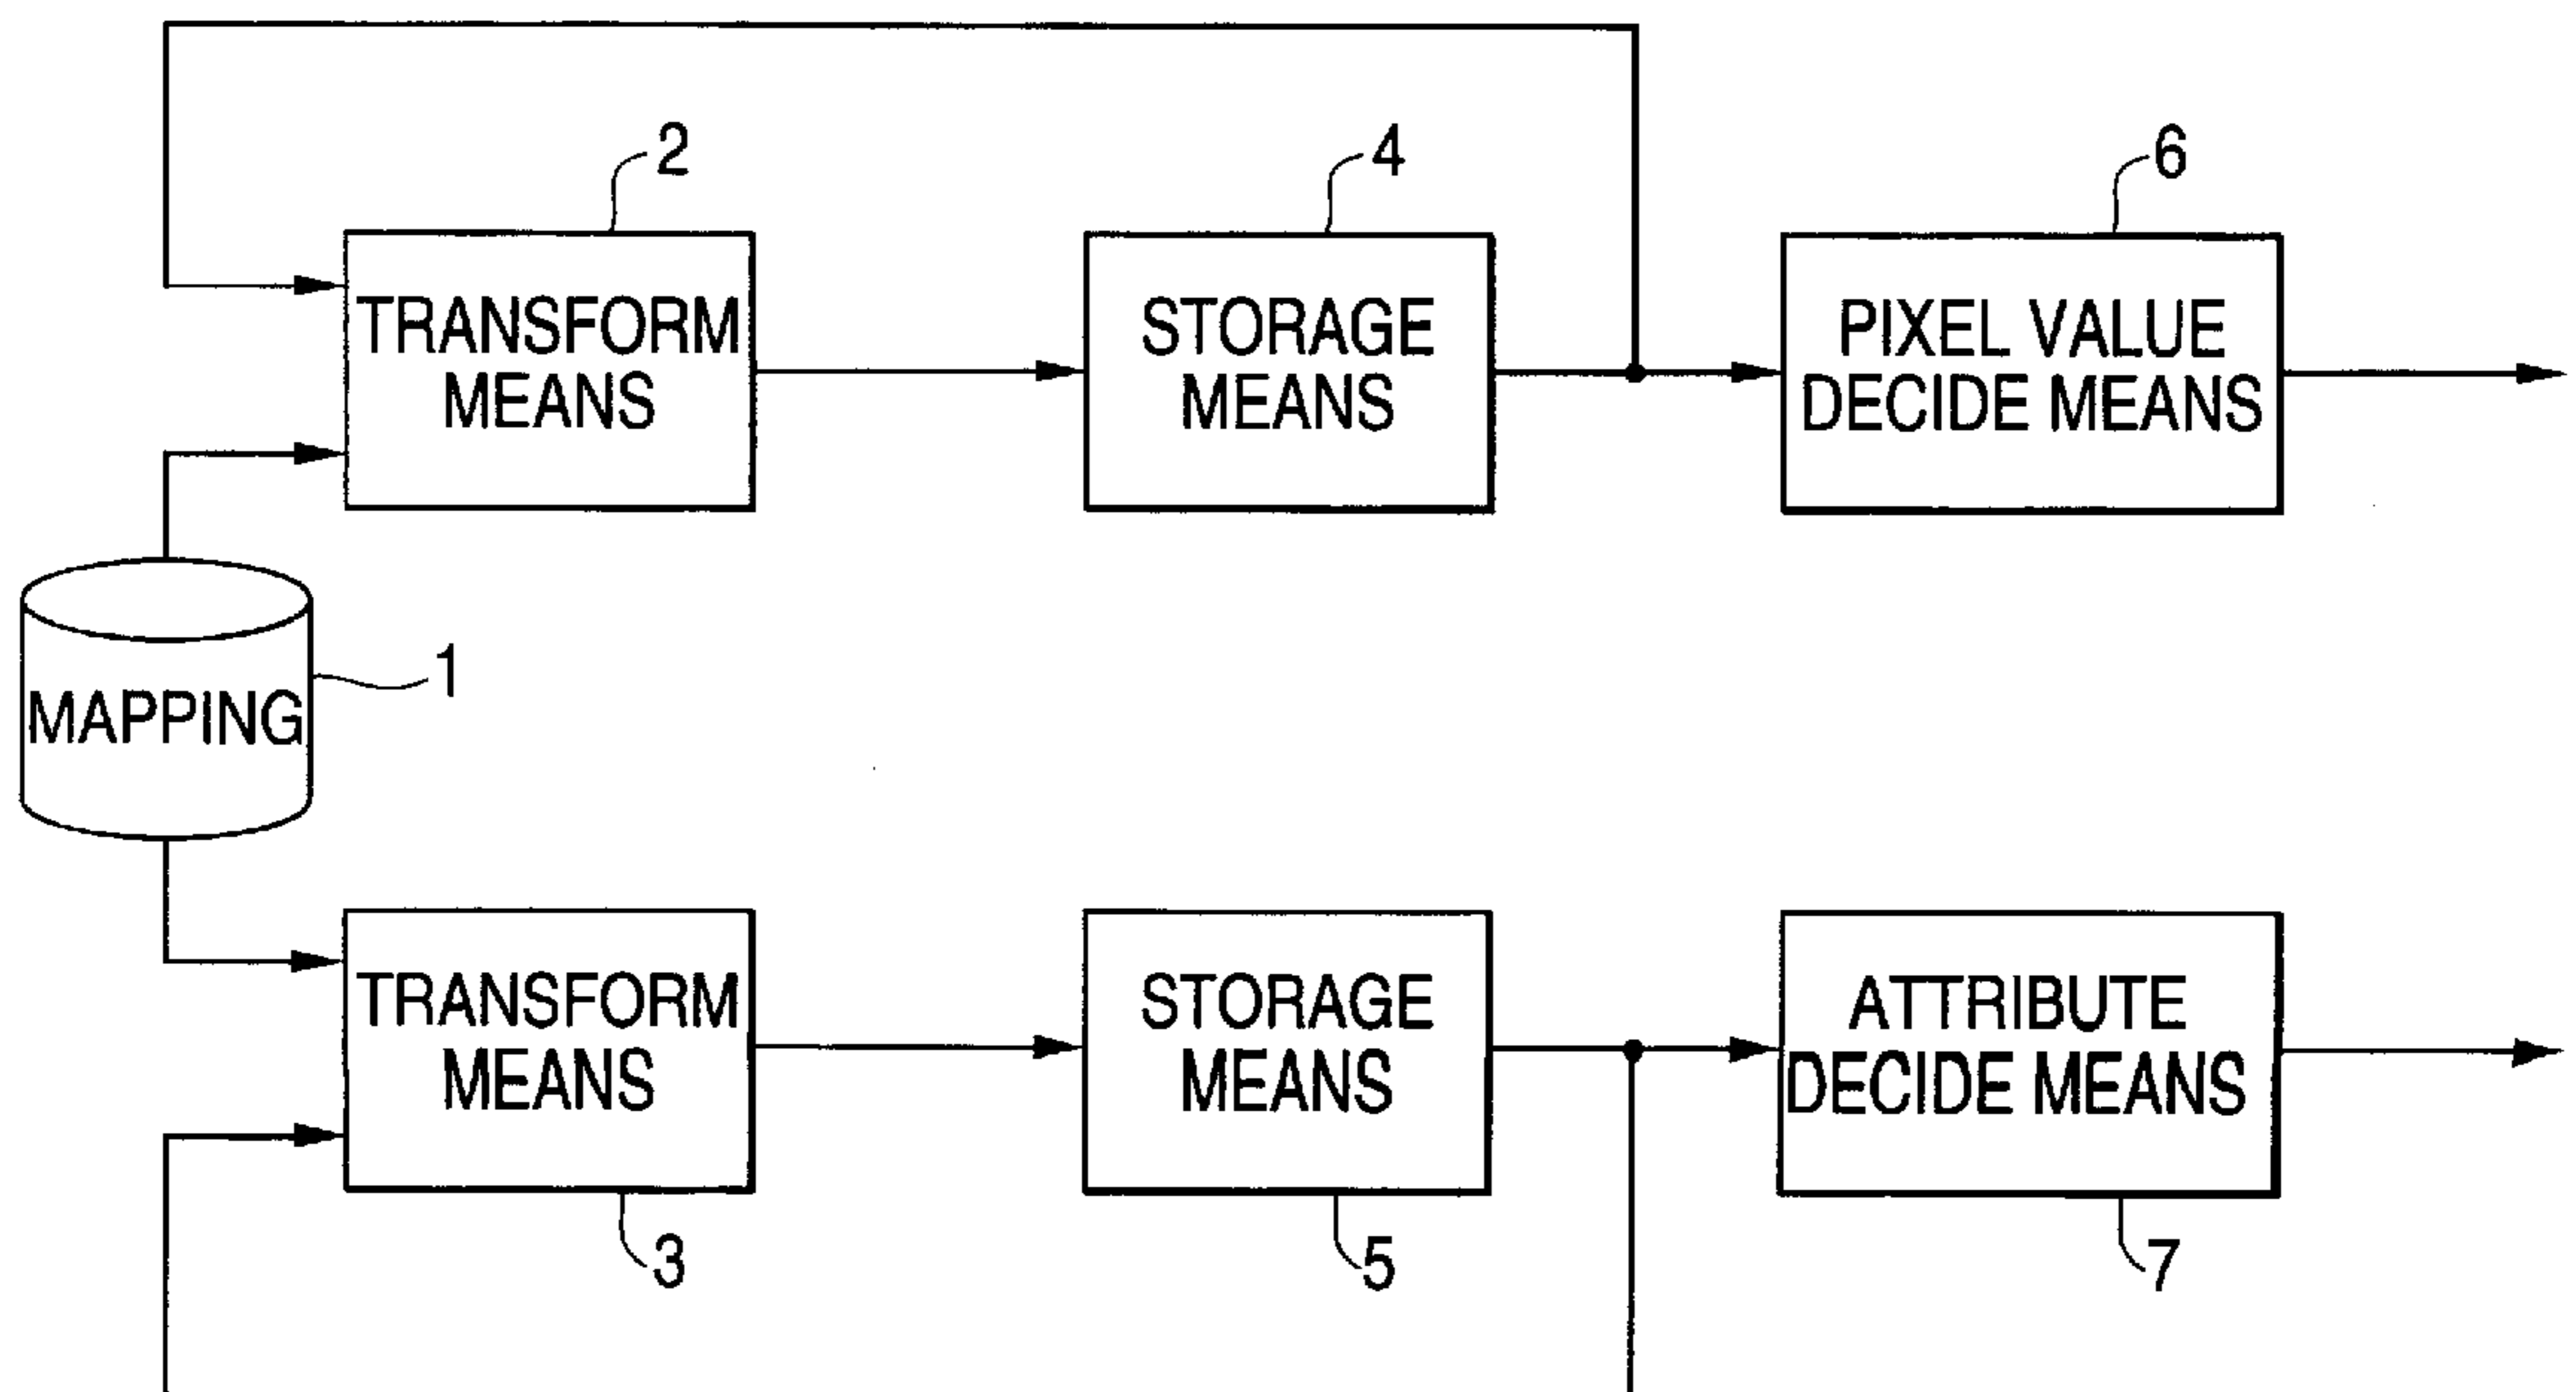 2
4
6
TRANSFORM
MEANS
STORAGE
MEANS
PIXEL VALUE
DECIDE MEANS
MAPPING
1
TRANSFORM
MEANS
STORAGE
MEANS
ATTRIBUTE
DECIDE MEANS
3
5
7